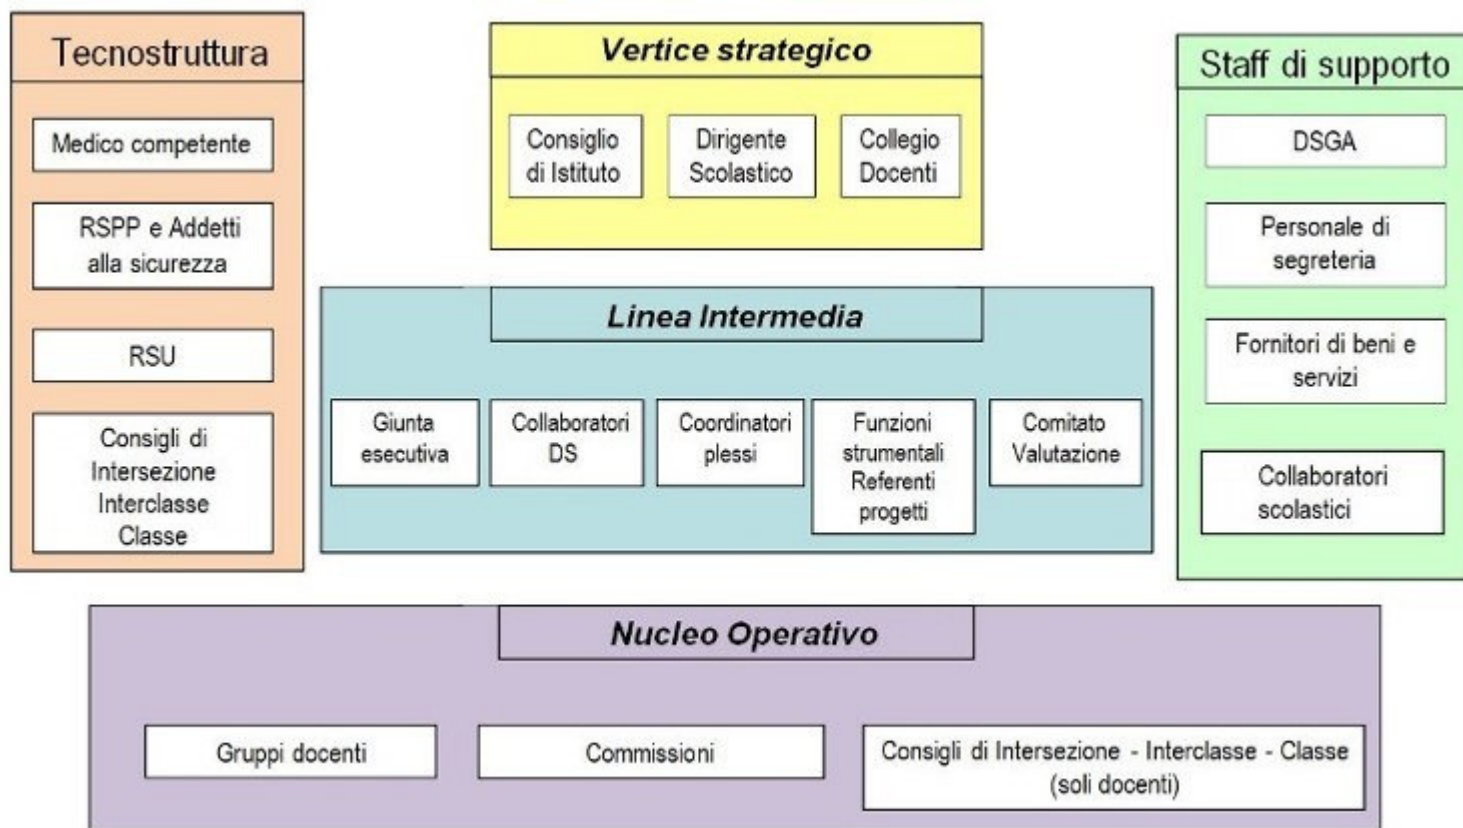 Tecnostruttura
Medico competente
RSPP e Addetti
alla sicurezza
RSU
Consigli di
Intersezione
Interclasse
Classe
Vertice strategico
Consiglio
di Istituto
Dirigente
Scolastico
Collegio
Docenti
Linea Intermedia
Giunta
esecutiva
Collaboratori
DS
Coordinatori
plessi
Funzioni
strumentali
Referenti
progetti
Comitato
Valutazione
Staff di supporto
DSGA
Personale di
segreteria
Fornitori di beni e
servizi
Collaboratori
scolastici
Nucleo Operativo
Gruppi docenti
Commissioni
Consigli di Intersezione - Interclasse - Classe
(soli docenti)